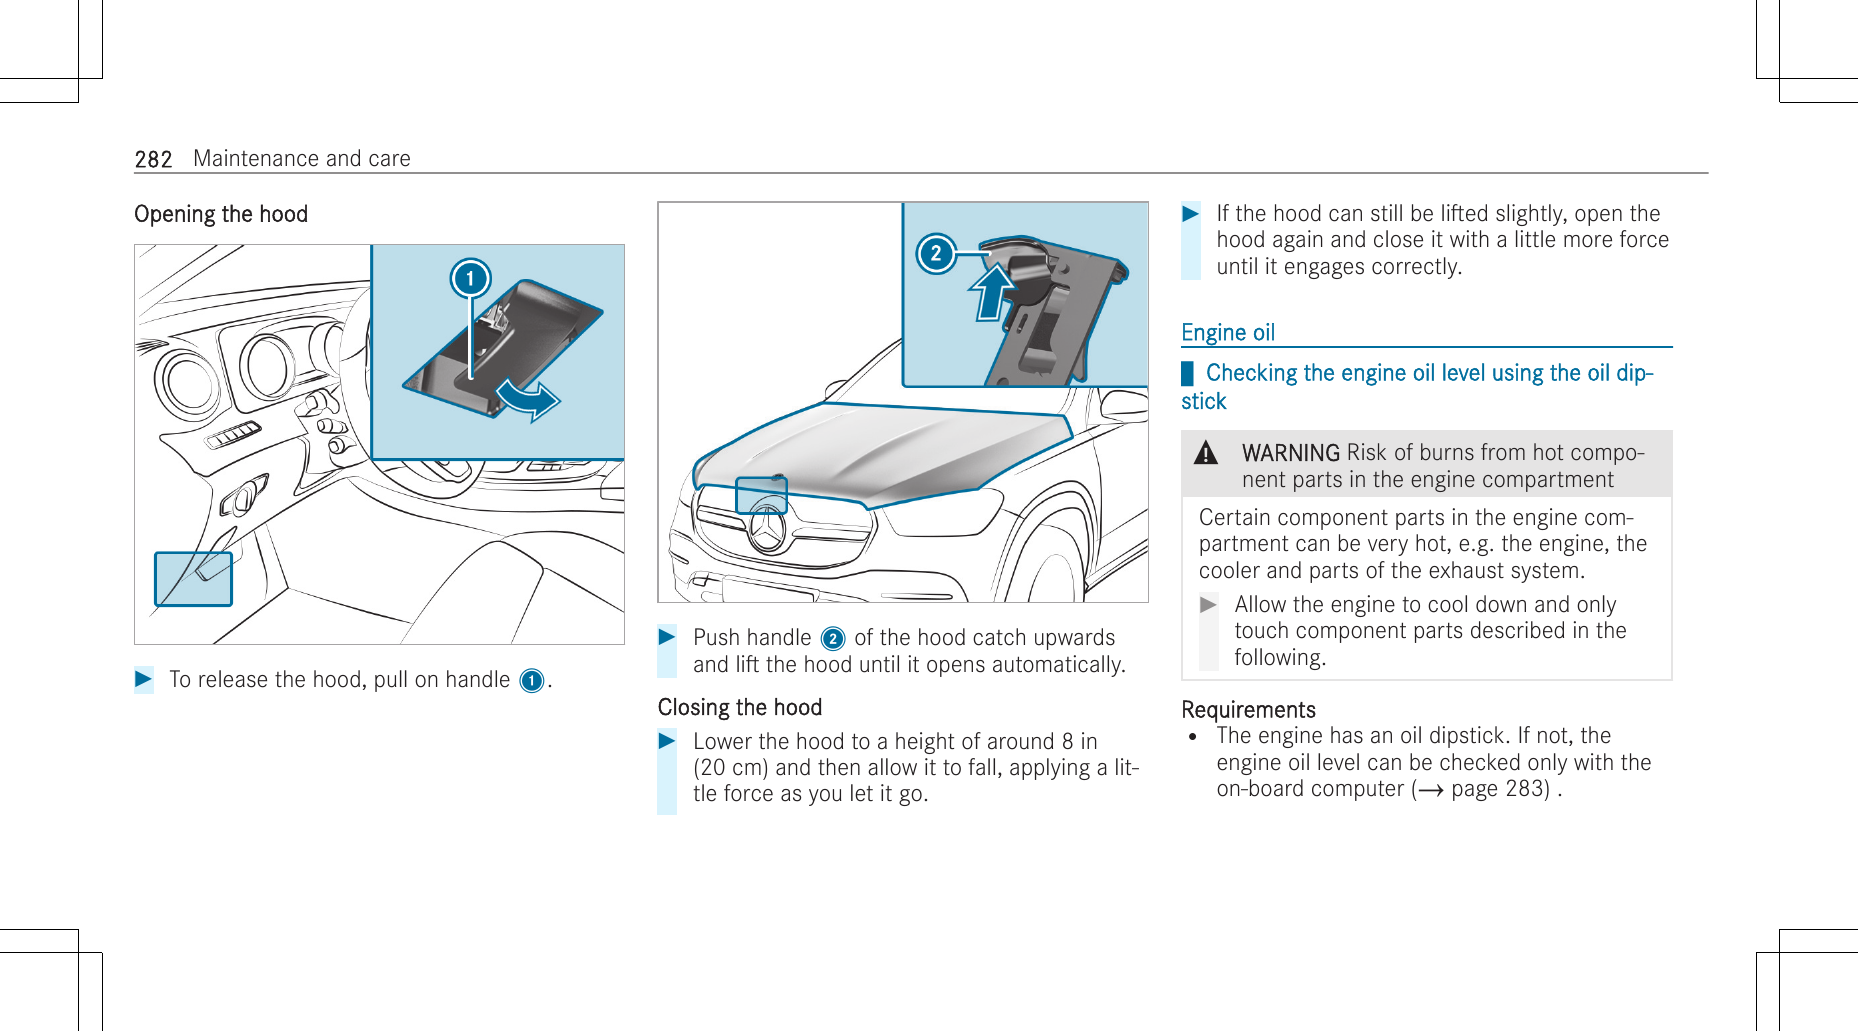 282 Maintenance and care
Opening the hood
1
▶ To release the hood, pull on handle 1.
2
▶ Push handle 2 of the hood catch upwards
and lift the hood until it opens automatically.
Closing the hood
▶ Lower the hood to a height of around 8 in
(20 cm) and then allow it to fall, applying a lit-
tle force as you let it go.
▶ If the hood can still be lifted slightly, open the
hood again and close it with a little more force
until it engages correctly.
Engine oil
Checking the engine oil level using the oil dip-
stick
WARNING Risk of burns from hot compo-
nent parts in the engine compartment
Certain component parts in the engine com-
partment can be very hot, e.g. the engine, the
cooler and parts of the exhaust system.
▶ Allow the engine to cool down and only
touch component parts described in the
following.
Requirements
• The engine has an oil dipstick. If not, the
engine oil level can be checked only with the
on-board computer (→ page 283) .